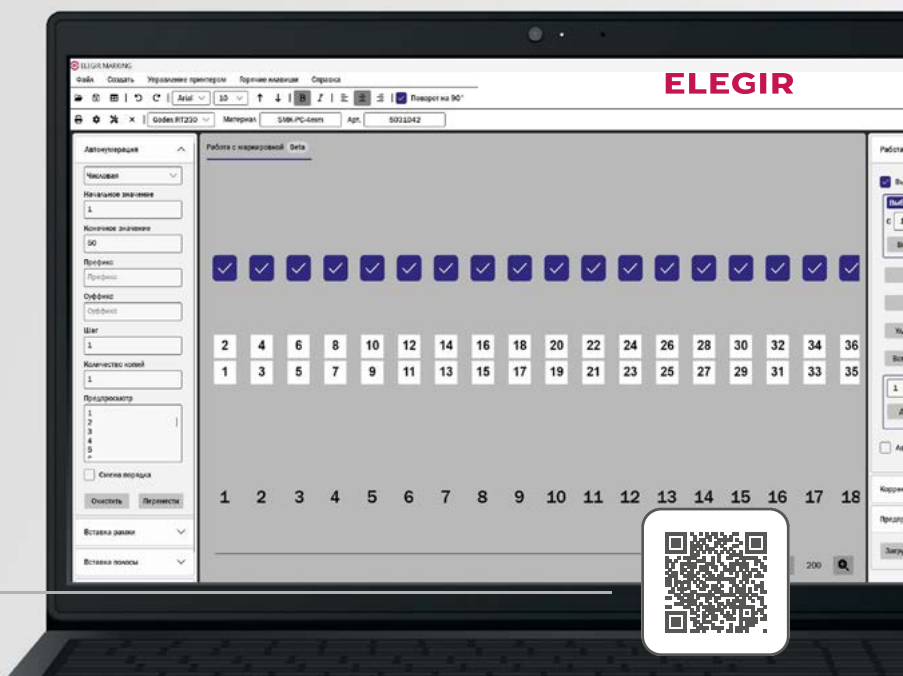 ELEGIR MARKING
Файл Создать Управление принтером Горячие клавиши Справка
ELEGIR
Arial 10 B I Поворот на 90°
Godex RT230 Материал SMK-PC-4mm Арт. 5031042
Автонумерация
Работа с маркировкой Beta
Работа
Числовая
Начальное значение
1
Конечное значение
50
Префикс
Префикс
Суффикс
Суффикс
Шаг
1
Количество копий
1
Предпросмотр
1
2
3
4
5
Смена порядка
Очистить Перенести
Вставка рамки
Вставка полосы
2 4 6 8 10 12 14 16 18 20 22 24 26 28 30 32 34 36
1 3 5 7 9 11 13 15 17 19 21 23 25 27 29 31 33 35
1 2 3 4 5 6 7 8 9 10 11 12 13 14 15 16 17 18
200
с 1
1